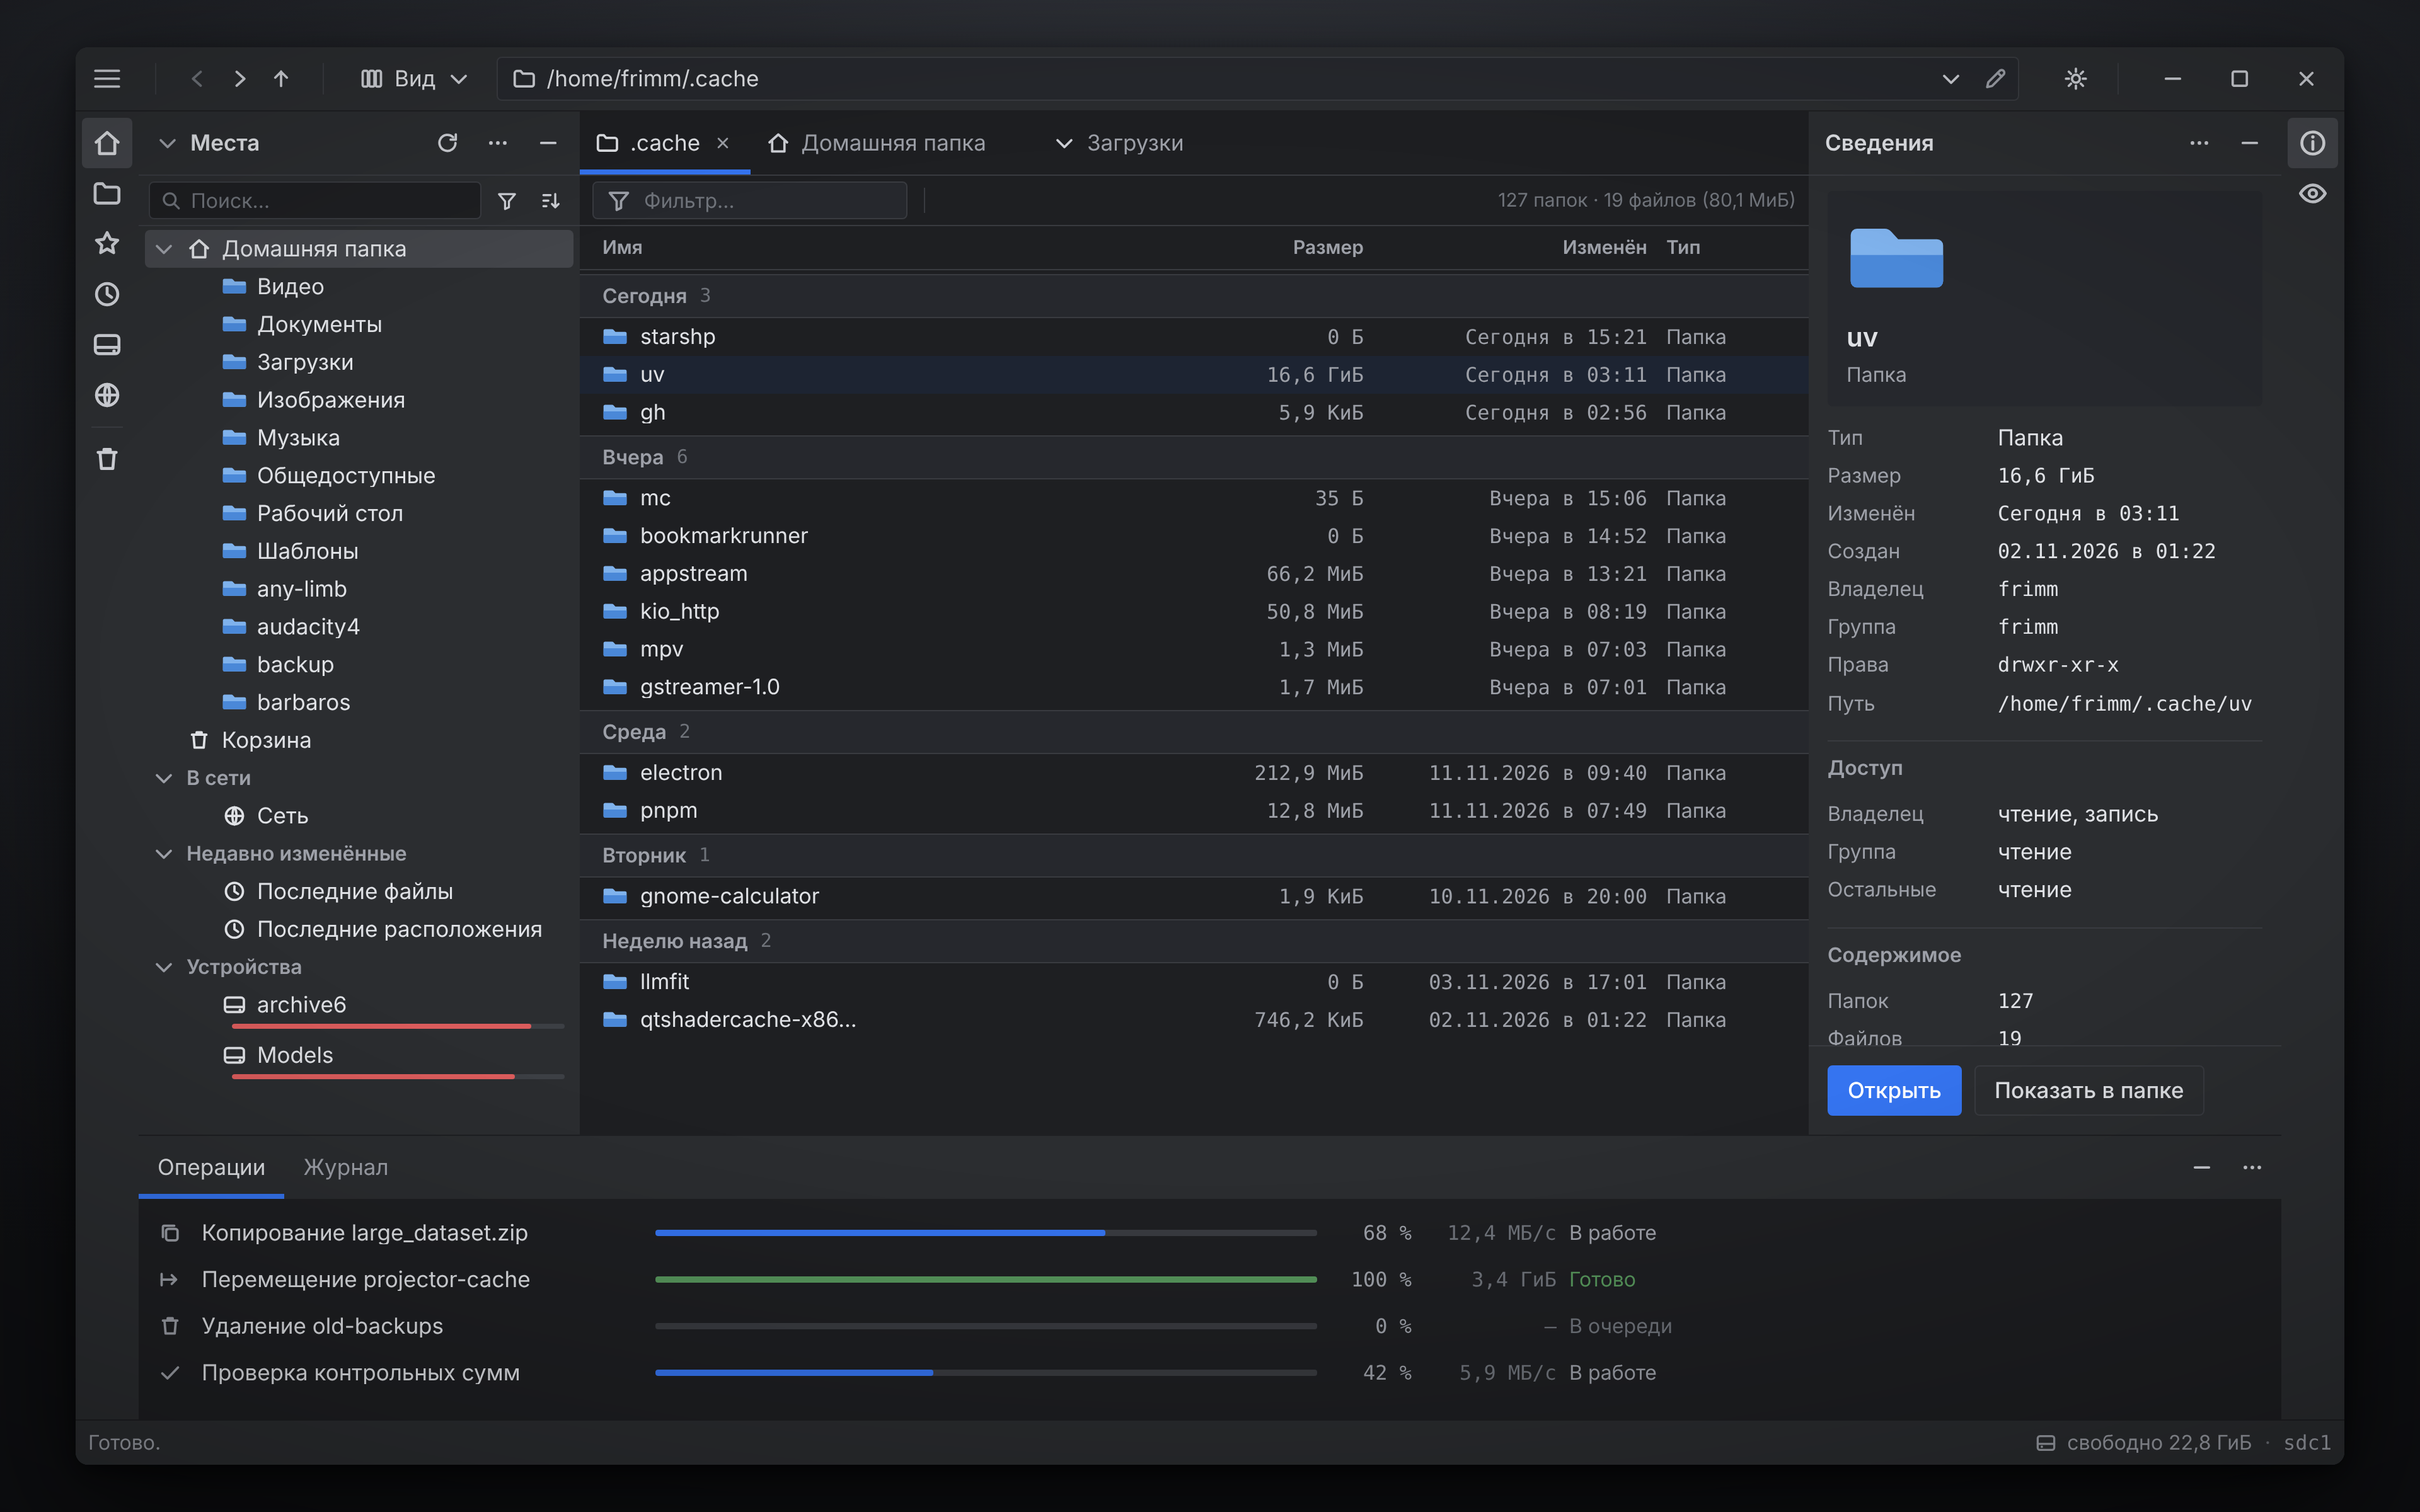 Вид
/home/frimm/.cache
Места
Поиск...
Домашняя папка
Видео
Документы
Загрузки
Изображения
Музыка
Общедоступные
Рабочий стол
Шаблоны
any-limb
audacity4
backup
barbaros
Корзина
В сети
Сеть
Недавно изменённые
Последние файлы
Последние расположения
Устройства
archive6
Models
.cache Домашняя папка Загрузки
Фильтр... 127 папок · 19 файлов (80,1 МиБ)
Имя Размер Изменён Тип
Сегодня 3
starshp 0 Б Сегодня в 15:21 Папка
uv 16,6 ГиБ Сегодня в 03:11 Папка
gh 5,9 КиБ Сегодня в 02:56 Папка
Вчера 6
mc 35 Б Вчера в 15:06 Папка
bookmarkrunner 0 Б Вчера в 14:52 Папка
appstream 66,2 МиБ Вчера в 13:21 Папка
kio_http 50,8 МиБ Вчера в 08:19 Папка
mpv 1,3 МиБ Вчера в 07:03 Папка
gstreamer-1.0 1,7 МиБ Вчера в 07:01 Папка
Среда 2
electron 212,9 МиБ 11.11.2026 в 09:40 Папка
pnpm 12,8 МиБ 11.11.2026 в 07:49 Папка
Вторник 1
gnome-calculator 1,9 КиБ 10.11.2026 в 20:00 Папка
Неделю назад 2
llmfit 0 Б 03.11.2026 в 17:01 Папка
qtshadercache-x86... 746,2 КиБ 02.11.2026 в 01:22 Папка
Сведения
uv
Папка
Тип Папка
Размер 16,6 ГиБ
Изменён Сегодня в 03:11
Создан 02.11.2026 в 01:22
Владелец frimm
Группа frimm
Права drwxr-xr-x
Путь /home/frimm/.cache/uv
Доступ
Владелец чтение, запись
Группа чтение
Остальные чтение
Содержимое
Папок 127
Файлов 19
Открыть Показать в папке
Операции Журнал
Копирование large_dataset.zip 68 % 12,4 МБ/с В работе
Перемещение projector-cache 100 % 3,4 ГиБ Готово
Удаление old-backups 0 % — В очереди
Проверка контрольных сумм 42 % 5,9 МБ/с В работе
Готово. свободно 22,8 ГиБ · sdc1